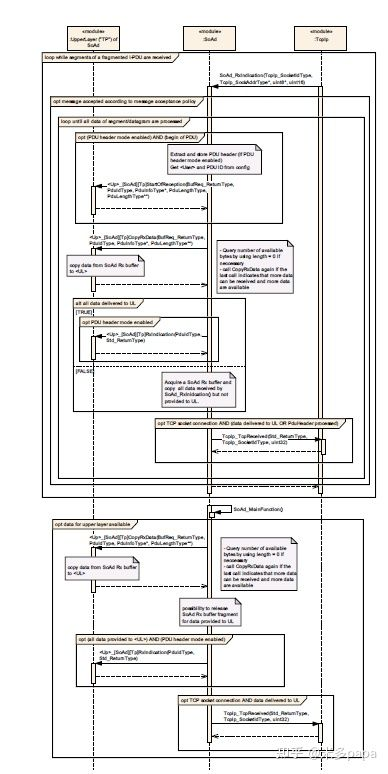 «module»
:UpperLayer ("TP") of
SoAd
«module»
:SoAd
«module»
:TcpIp
loop while segments of a fragmented I-PDU are received
SoAd_RxIndication(TcpIp_SocketIdType,
TcpIp_SockAddrType*, uint8*, uint16)
opt message accepted according to message acceptance policy
loop until all data of segment/datagram are processed
opt (PDU header mode enabled) AND (begin of PDU)
Extract and store PDU header (if PDU
header mode enabled)
Get <User> and PDU ID from config
<Up>_[SoAd][Tp]StartOfReception(BufReq_ReturnType,
PduIdType, PduInfoType*, PduLengthType,
PduLengthType**)
<Up>_[SoAd][Tp]CopyRxData(BufReq_ReturnType,
PduIdType, PduInfoType*, PduLengthType**)
copy data from SoAd Rx buffer
to <UL>
- Query number of available
bytes by using length = 0 if
neccessary
- call CopyRxData again if the
last call indicates that more data
can be received and more data
are available
alt all data delivered to UL
[TRUE]
opt PDU header mode enabled
<Up>_[SoAd][Tp]RxIndication(PduIdType,
Std_ReturnType)
[FALSE]
Acquire a SoAd Rx buffer and
copy all data received by
SoAd_RxIndication() but not
provided to UL.
opt TCP socket connection AND (data delivered to UL OR PduHeader processed)
TcpIp_TcpReceived(Std_ReturnType,
TcpIp_SocketIdType, uint32)
SoAd_MainFunction()
opt data for upper layer available
<Up>_[SoAd][Tp]CopyRxData(BufReq_ReturnType,
PduIdType, PduInfoType*, PduLengthType**)
copy data from SoAd Rx buffer
to <UL>
- Query number of available
bytes by using length = 0 if
neccessary
- call CopyRxData again if the
last call indicates that more data
can be received and more data
are available
possibility to release
SoAd Rx buffer fragment
for data provided to UL
opt (all data provided to <UL>) AND (PDU header mode enabled)
<Up>_[SoAd][Tp]RxIndication(PduIdType,
Std_ReturnType)
opt TCP socket connection AND data delivered to UL
TcpIp_TcpReceived(Std_ReturnType,
TcpIp_SocketIdType, uint32)
知乎 @米多papa